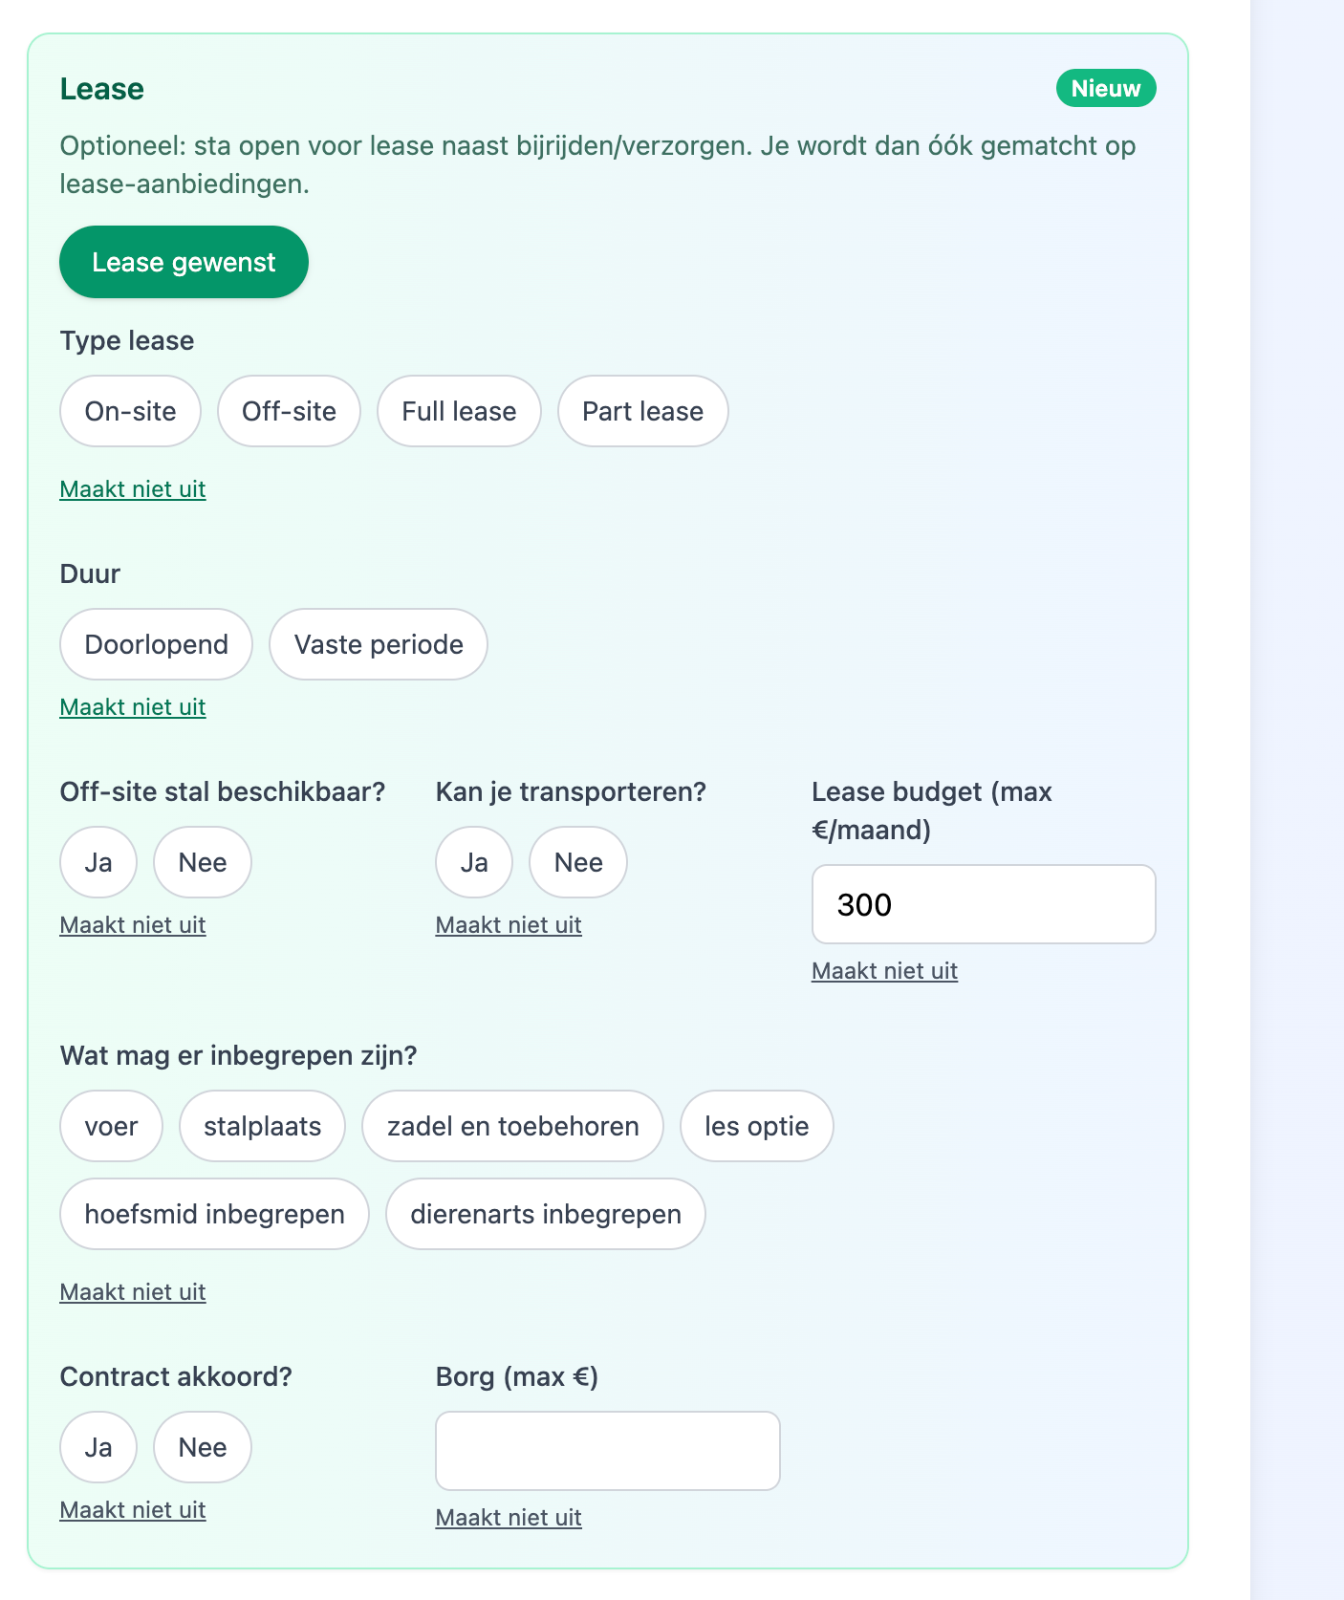 Lease
Nieuw
Optioneel: sta open voor lease naast bijrijden/verzorgen. Je wordt dan óók gematcht op
lease-aanbiedingen.
Lease gewenst
Type lease
On-site Off-site Full lease Part lease
Maakt niet uit
Duur
Doorlopend Vaste periode
Maakt niet uit
Off-site stal beschikbaar?
Ja Nee
Maakt niet uit
Kan je transporteren?
Ja Nee
Maakt niet uit
Lease budget (max
€/maand)
300
Maakt niet uit
Wat mag er inbegrepen zijn?
voer stalplaats zadel en toebehoren les optie
hoefsmid inbegrepen dierenarts inbegrepen
Maakt niet uit
Contract akkoord?
Ja Nee
Maakt niet uit
Borg (max €)
Maakt niet uit